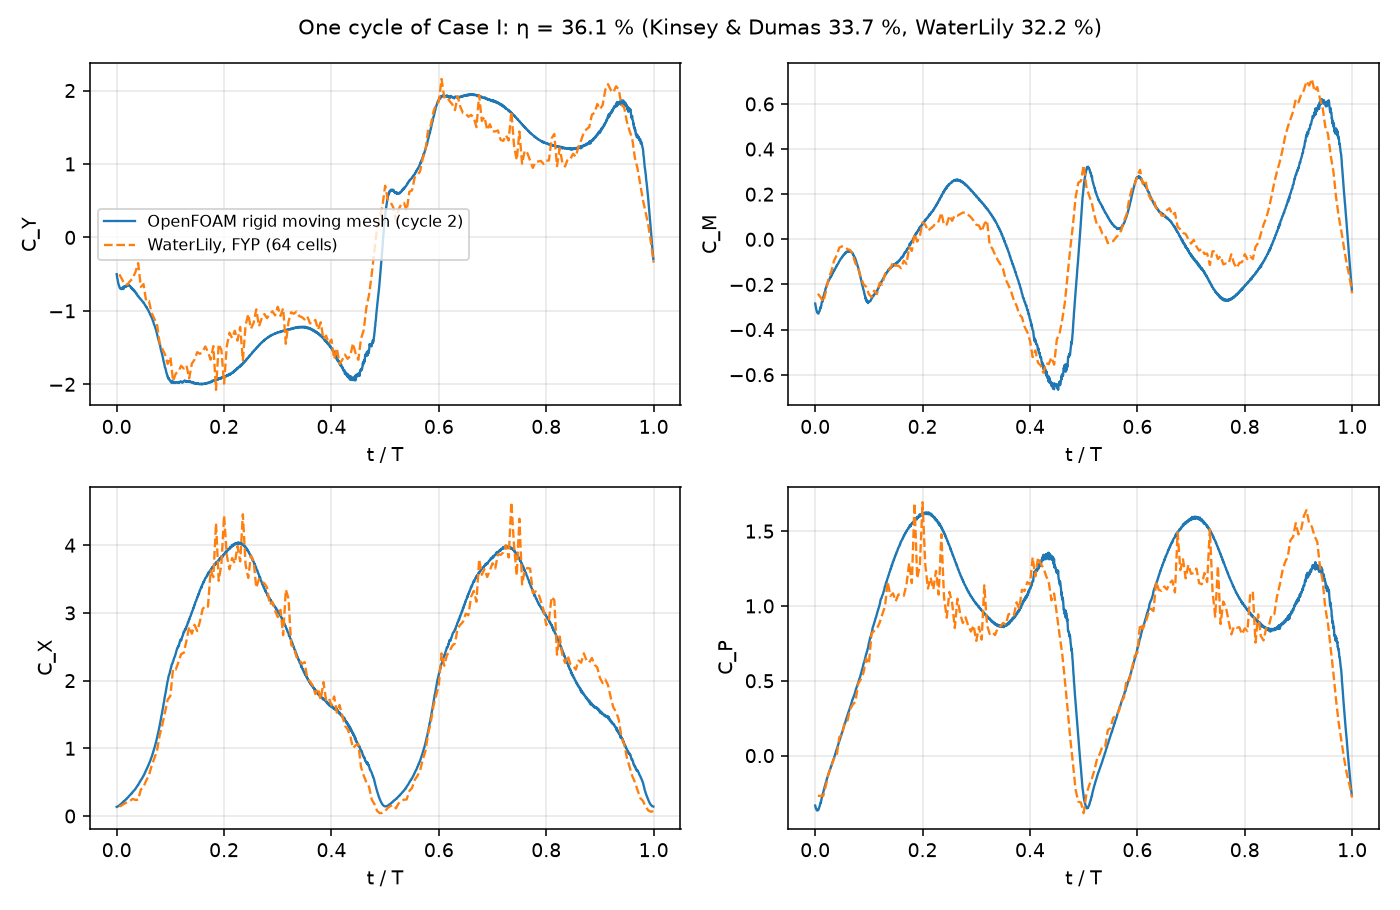 One cycle of Case I: η = 36.1 % (Kinsey & Dumas 33.7 %, WaterLily 32.2 %)
2
1
0
−1
−2
C_Y
OpenFOAM rigid moving mesh (cycle 2)
WaterLily, FYP (64 cells)
0.0 0.2 0.4 0.6 0.8 1.0
t / T
0.6
0.4
0.2
0.0
−0.2
−0.4
−0.6
C_M
0.0 0.2 0.4 0.6 0.8 1.0
t / T
4
3
2
1
0
C_X
0.0 0.2 0.4 0.6 0.8 1.0
t / T
1.5
1.0
0.5
0.0
C_P
0.0 0.2 0.4 0.6 0.8 1.0
t / T